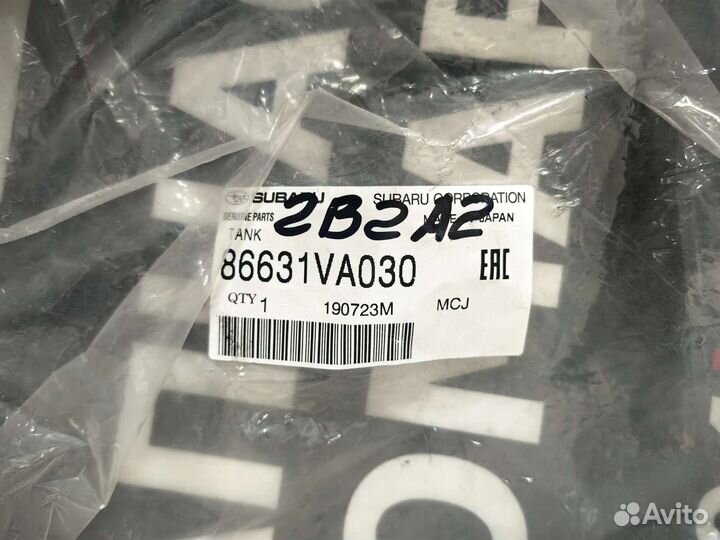 SUBARU SUBARU CORPORATION
GENUINE PARTS MADE IN JAPAN
2B2A2
TANK
86631VA030 EAC
QTY 1 190723M MCJ
Avito